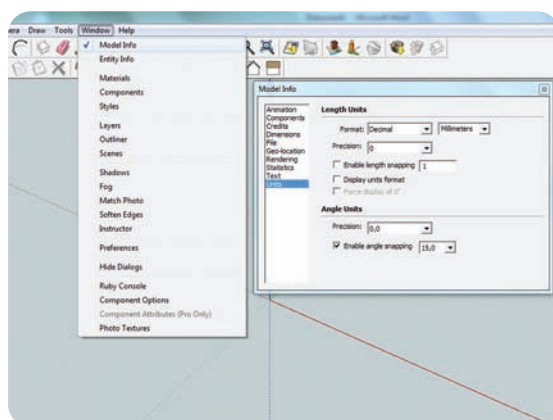 Draw Tools Window Help
Model Info
Entity Info
Materials
Components
Styles
Layers
Outliner
Scenes
Shadows
Fog
Match Photo
Soften Edges
Instructor
Preferences
Hide Dialogs
Ruby Console
Component Options
Component Attributes (Pro Only)
Photo Textures
Model Info
Animation
Components
Credits
Dimensions
File
Geo-location
Rendering
Statistics
Text
Units
Length Units
Format: Decimal Millimeters
Precision: 0
Enable length snapping 1
Display units format
Force display of 0"
Angle Units
Precision: 0,0
Enable angle snapping 15,0